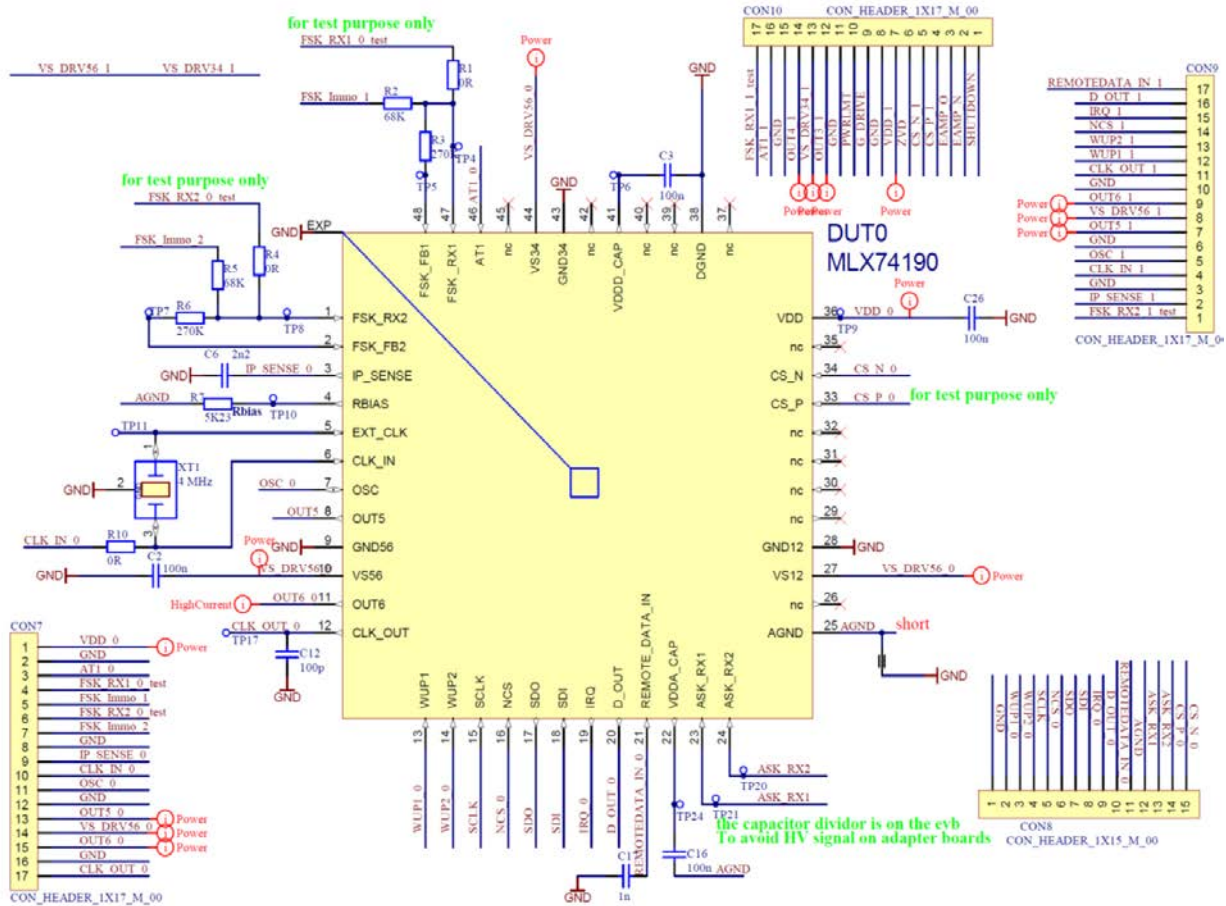 for test purpose only
FSK_RX1_0_test
VS_DRV56_1 VS_DRV34_1
R1
0R
FSK_Immo_1
R2
68K
R3
270K
TP4
TP5
Power
VS_DRV56_0
AT1_0
GND
C3
100n
TP6
GND
CON10 CON_HEADER_1X17_M_00
17 16 15 14 13 12 11 10 9 8 7 6 5 4 3 2 1
FSK_RX1_1_test
AT1_1
GND
OUT4_1
VS_DRV34_1
OUT3_1
GND
PWRLMT
G_DRIVE
GND
VDD_1
ZVD
CS_N_1
CS_P_1
EAMP_O
EAMP_N
SHUTDOWN
Power
Power
Power
Power
CON9
REMOTEDATA_IN_1 17
D_OUT_1 16
IRQ_1 15
NCS_1 14
WUP2_1 13
WUP1_1 12
CLK_OUT_1 11
GND 10
Power OUT6_1 9
Power VS_DRV56_1 8
Power OUT5_1 7
GND 6
OSC_1 5
CLK_IN_1 4
GND 3
IP_SENSE_1 2
FSK_RX2_1_test 1
CON_HEADER_1X17_M_0
for test purpose only
FSK_RX2_0_test
FSK_Immo_2
R4
0R
R5
68K
R6
270K
TP7
TP8
GND EXP
48 47 46 45 44 43 42 41 40 39 38 37
FSK_FB1
FSK_RX1
AT1
nc
VS34
GND34
nc
VDDD_CAP
nc
nc
DGND
nc
DUT0
MLX74190
1 FSK_RX2
2 FSK_FB2
C6 2n2
GND IP_SENSE_0 3 IP_SENSE
AGND R7 5K23 Rbias TP10 4 RBIAS
TP11 5 EXT_CLK
6 CLK_IN
XT1
4 MHz
1
GND 2
3
OSC_0 7 OSC
OUT5 8 OUT5
CLK_IN_0 R10 0R
GND 9 GND56
Power
GND C2 100n VS_DRV56 10 VS56
HighCurrent OUT6_0 11 OUT6
TP17 CLK_OUT_0 12 CLK_OUT
C12
100p
GND
VDD 36 TP9 VDD_0
Power
C26
100n
GND
nc 35
CS_N 34 CS_N_0
CS_P 33 CS_P_0
for test purpose only
nc 32
nc 31
nc 30
nc 29
GND12 28 GND
VS12 27 VS_DRV56_0 Power
nc 26
AGND 25 AGND short
GND
WUP1
WUP2
SCLK
NCS
SDO
SDI
IRQ
D_OUT
REMOTE_DATA_IN
VDDA_CAP
ASK_RX1
ASK_RX2
13 14 15 16 17 18 19 20 21 22 23 24
WUP1_0
WUP2_0
SCLK
NCS_0
SDO
SDI
IRQ_0
D_OUT_0
REMOTEDATA_IN_0
ASK_RX2
TP20
ASK_RX1
TP21
TP24
the capacitor dividor is on the evb
To avoid HV signal on adapter boards
1n
GND
C16
100n
AGND
CON7
1 VDD_0 Power
2 GND
3 AT1_0
4 FSK_RX1_0_test
5 FSK_Immo_1
6 FSK_RX2_0_test
7 FSK_Immo_2
8 GND
9 IP_SENSE_0
10 CLK_IN_0
11 OSC_0
12 GND
13 OUT5_0 Power
14 VS_DRV56_0 Power
15 OUT6_0 Power
16 GND
17 CLK_OUT_0
CON_HEADER_1X17_M_00
GND
WUP1_0
WUP2_0
SCLK
NCS_0
SDO
SDI
IRQ_0
D_OUT_0
REMOTEDATA_IN_0
AGND
ASK_RX1
ASK_RX2
CS_P_0
CS_N_0
1 2 3 4 5 6 7 8 9 10 11 12 13 14 15
CON8
CON_HEADER_1X15_M_00